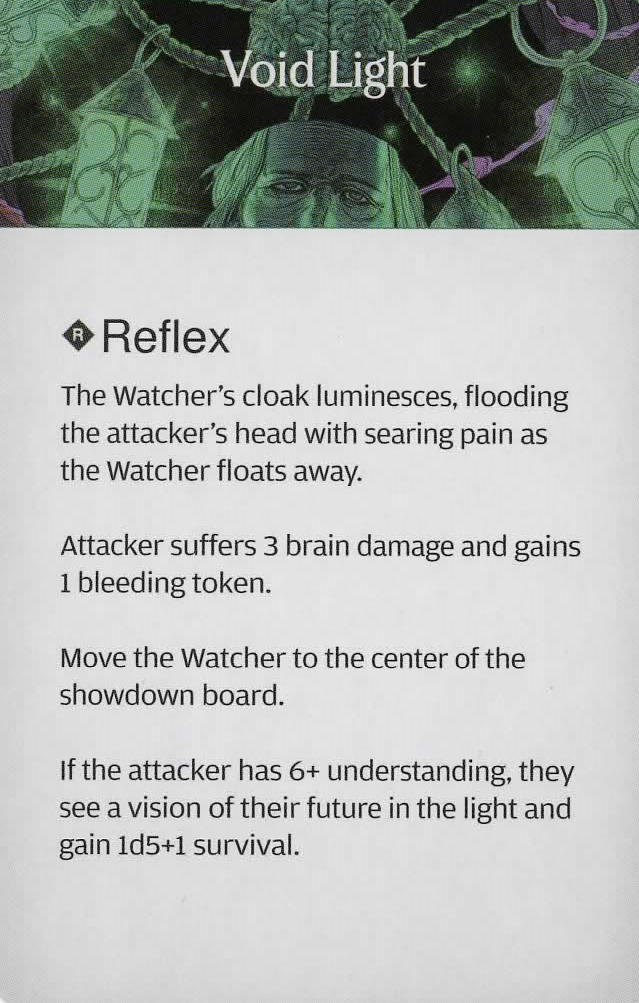 Void Light
R Reflex
The Watcher's cloak luminesces, flooding
the attacker's head with searing pain as
the Watcher floats away.
Attacker suffers 3 brain damage and gains
1 bleeding token.
Move the Watcher to the center of the
showdown board.
If the attacker has 6+ understanding, they
see a vision of their future in the light and
gain 1d5+1 survival.